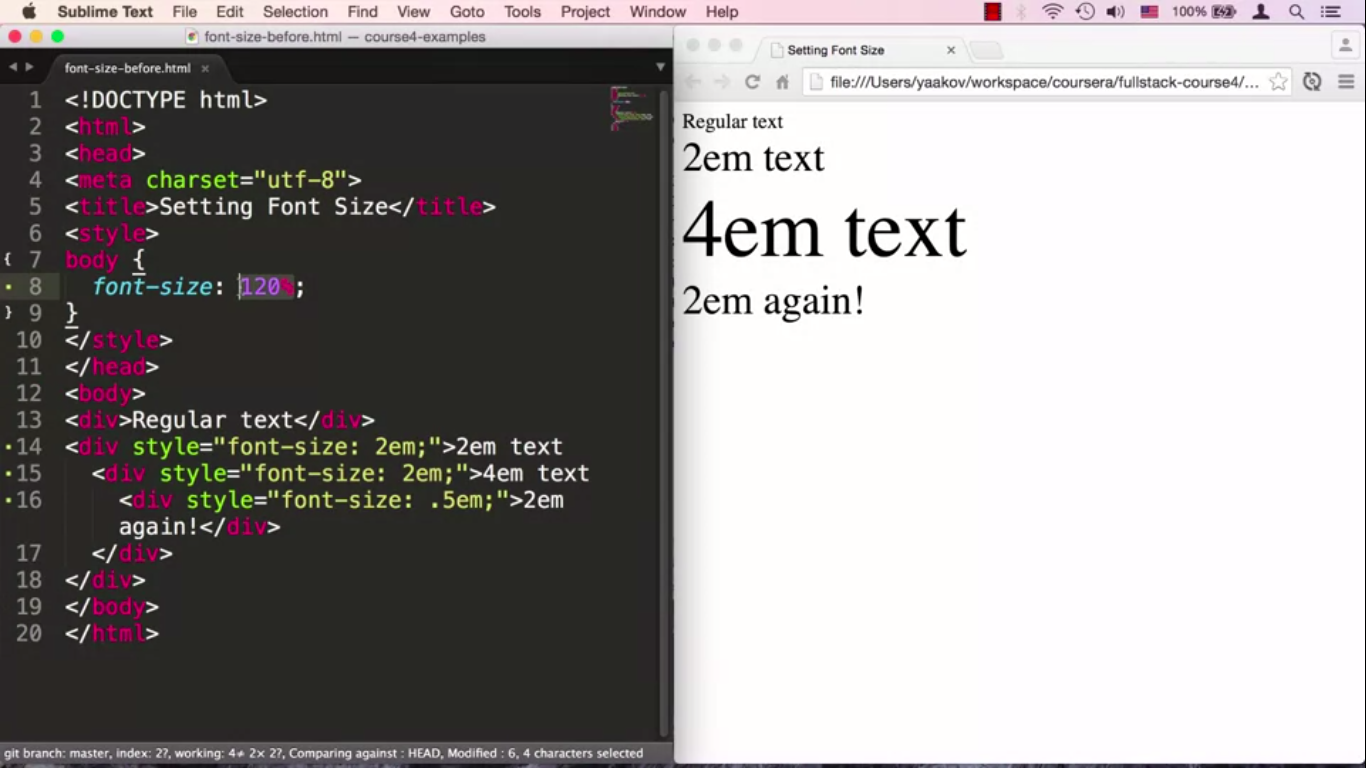 Sublime Text File Edit Selection Find View Goto Tools Project Window Help 100%
font-size-before.html — course4-examples
font-size-before.html ×
1 <!DOCTYPE html>
2 <html>
3 <head>
4 <meta charset="utf-8">
5 <title>Setting Font Size</title>
6 <style>
{ 7 body {
8 font-size: 120%;
} 9 }
10 </style>
11 </head>
12 <body>
13 <div>Regular text</div>
14 <div style="font-size: 2em;">2em text
15 <div style="font-size: 2em;">4em text
16 <div style="font-size: .5em;">2em
again!</div>
17 </div>
18 </div>
19 </body>
20 </html>
git branch: master, index: 2?, working: 4≠ 2× 2?, Comparing against : HEAD, Modified : 6, 4 characters selected
Setting Font Size ×
file:///Users/yaakov/workspace/coursera/fullstack-course4/...
Regular text
2em text
4em text
2em again!